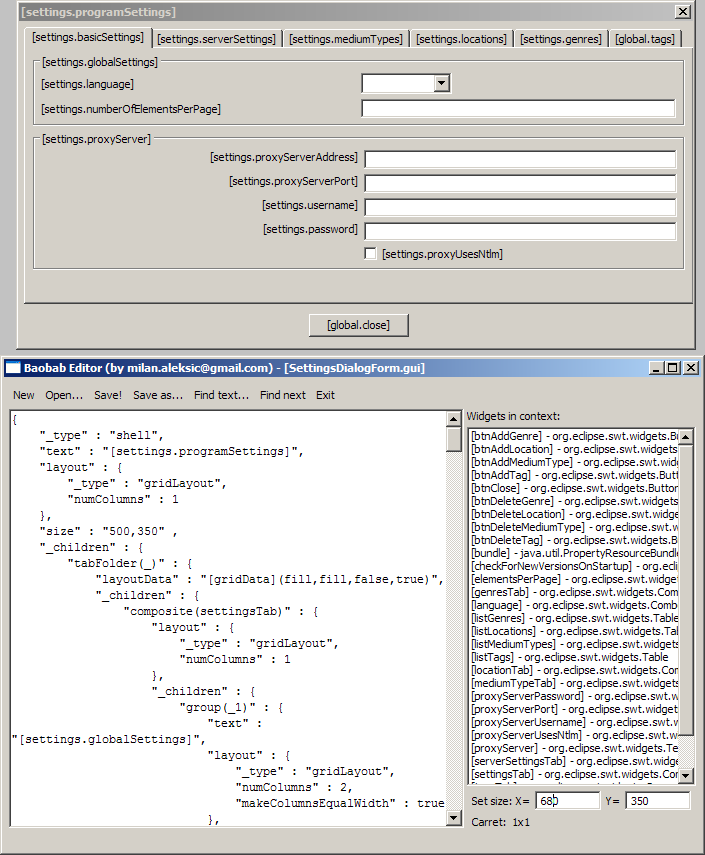 [settings.programSettings]
[settings.basicSettings] [settings.serverSettings] [settings.mediumTypes] [settings.locations] [settings.genres] [global.tags]
[settings.globalSettings]
[settings.language]
[settings.numberOfElementsPerPage]
[settings.proxyServer]
[settings.proxyServerAddress]
[settings.proxyServerPort]
[settings.username]
[settings.password]
[settings.proxyUsesNtlm]
[global.close]
Baobab Editor (by milan.aleksic@gmail.com) - [SettingsDialogForm.gui]
New Open... Save! Save as... Find text... Find next Exit
{
"_type" : "shell",
"text" : "[settings.programSettings]",
"layout" : {
"_type" : "gridLayout",
"numColumns" : 1
},
"size" : "500,350" ,
"_children" : {
"tabFolder(_)" : {
"layoutData" : "[gridData](fill,fill,false,true)",
"_children" : {
"composite(settingsTab)" : {
"layout" : {
"_type" : "gridLayout",
"numColumns" : 1
},
"_children" : {
"group(_1)" : {
"text" :
"[settings.globalSettings]",
"layout" : {
"_type" : "gridLayout",
"numColumns" : 2,
"makeColumnsEqualWidth" : true
},
Widgets in context:
[btnAddGenre] - org.eclipse.swt.widgets.Bu
[btnAddLocation] - org.eclipse.swt.widgets
[btnAddMediumType] - org.eclipse.swt.widg
[btnAddTag] - org.eclipse.swt.widgets.Butt
[btnClose] - org.eclipse.swt.widgets.Button
[btnDeleteGenre] - org.eclipse.swt.widgets
[btnDeleteLocation] - org.eclipse.swt.widge
[btnDeleteMediumType] - org.eclipse.swt.w
[btnDeleteTag] - org.eclipse.swt.widgets.B
[bundle] - java.util.PropertyResourceBundle
[checkForNewVersionsOnStartup] - org.ecli
[elementsPerPage] - org.eclipse.swt.widget
[genresTab] - org.eclipse.swt.widgets.Com
[language] - org.eclipse.swt.widgets.Comb
[listGenres] - org.eclipse.swt.widgets.Table
[listLocations] - org.eclipse.swt.widgets.Tal
[listMediumTypes] - org.eclipse.swt.widgets
[listTags] - org.eclipse.swt.widgets.Table
[locationTab] - org.eclipse.swt.widgets.Con
[mediumTypeTab] - org.eclipse.swt.widgets
[proxyServerPassword] - org.eclipse.swt.wi
[proxyServerPort] - org.eclipse.swt.widgets
[proxyServerUsername] - org.eclipse.swt.w
[proxyServerUsesNtlm] - org.eclipse.swt.w
[proxyServer] - org.eclipse.swt.widgets.Te
[serverSettingsTab] - org.eclipse.swt.widge
[settingsTab] - org.eclipse.swt.widgets.Co
Set size: X= 680 Y= 350
Carret: 1x1